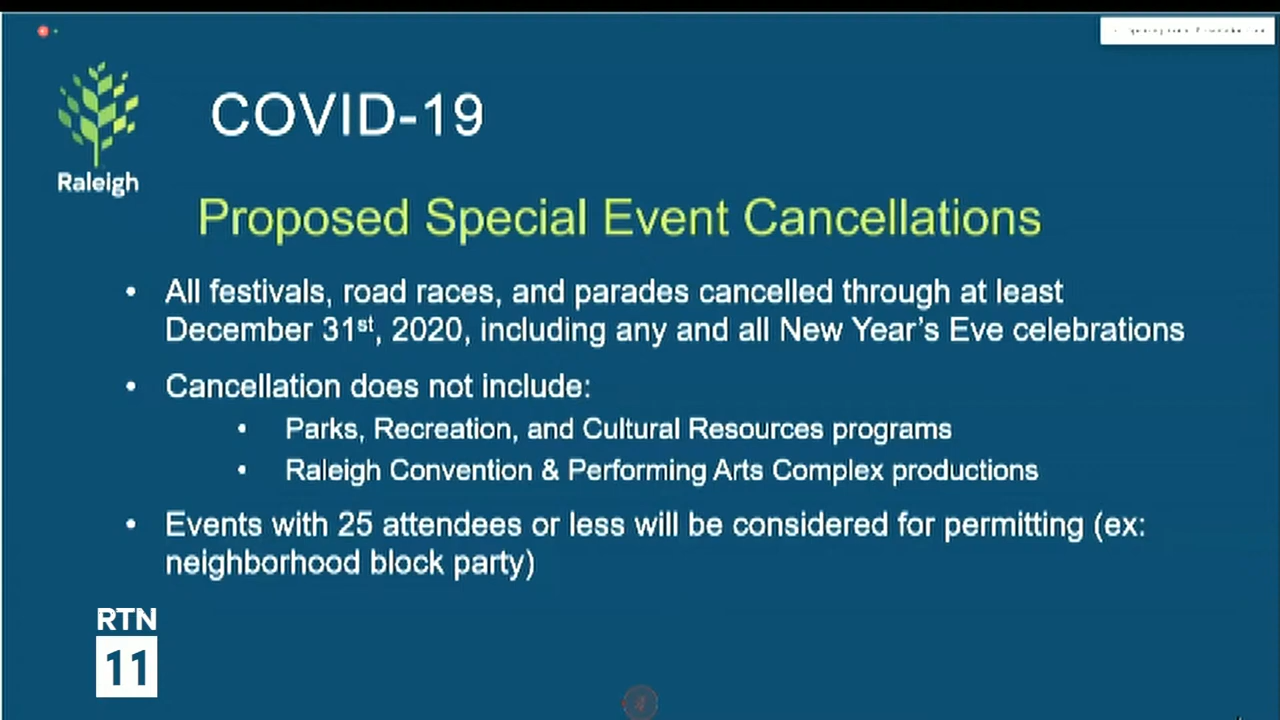 COVID-19
Raleigh
Proposed Special Event Cancellations
• All festivals, road races, and parades cancelled through at least
December 31st, 2020, including any and all New Year's Eve celebrations
• Cancellation does not include:
• Parks, Recreation, and Cultural Resources programs
• Raleigh Convention & Performing Arts Complex productions
• Events with 25 attendees or less will be considered for permitting (ex:
neighborhood block party)
RTN
11